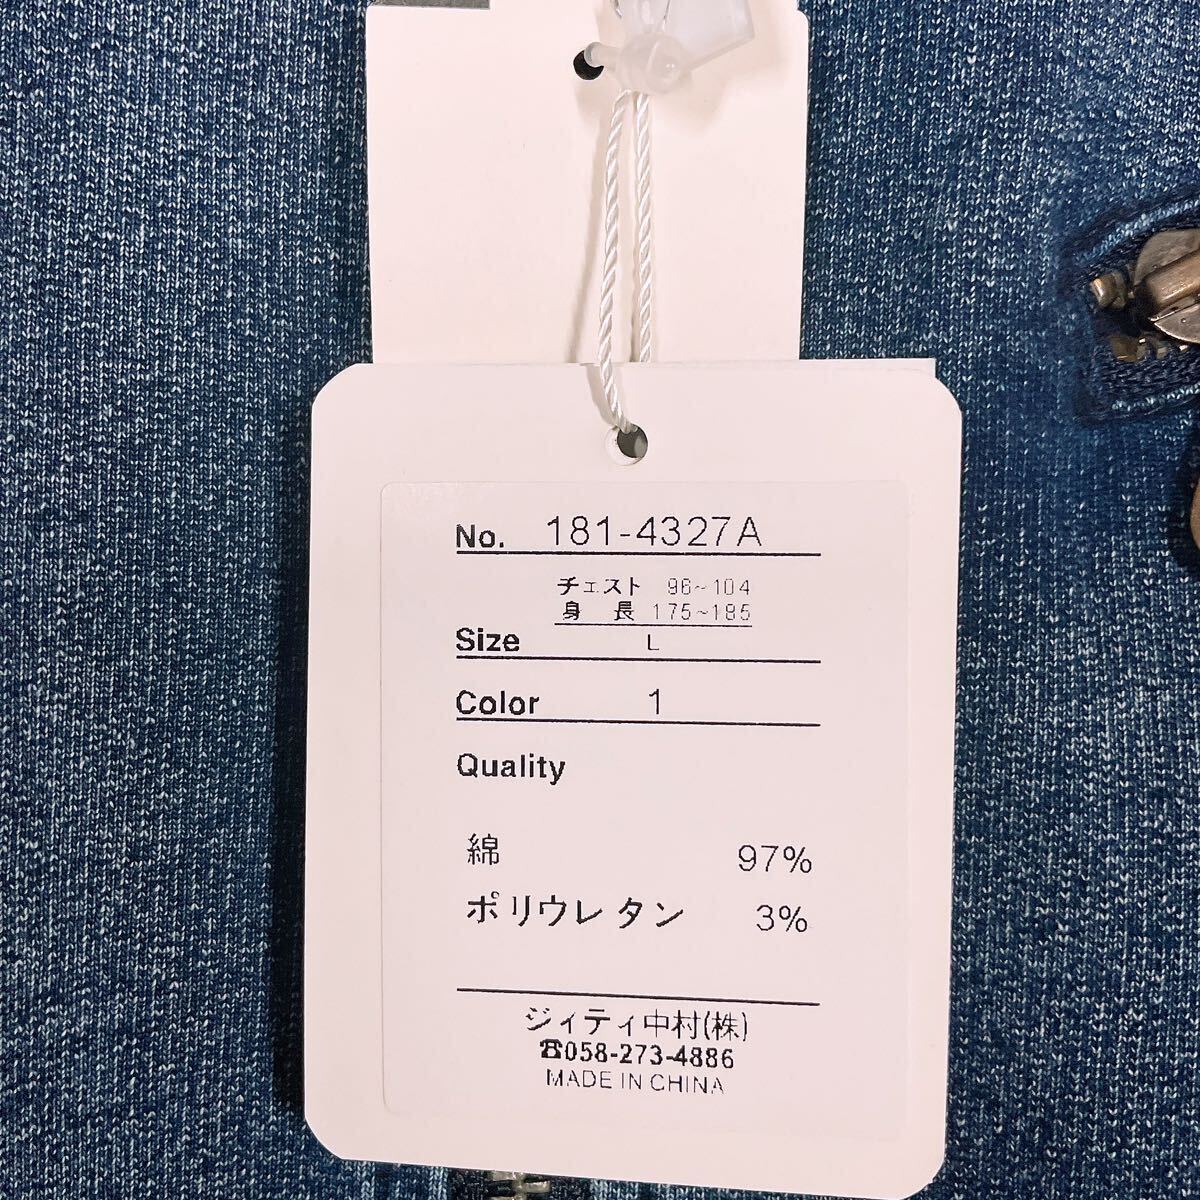 No. 181-4327A
チェスト 96~104
身 長 175~185
Size L
Color 1
Quality
綿 97%
ポリウレタン 3%
ジィティ中村(株)
☎058-273-4886
MADE IN CHINA